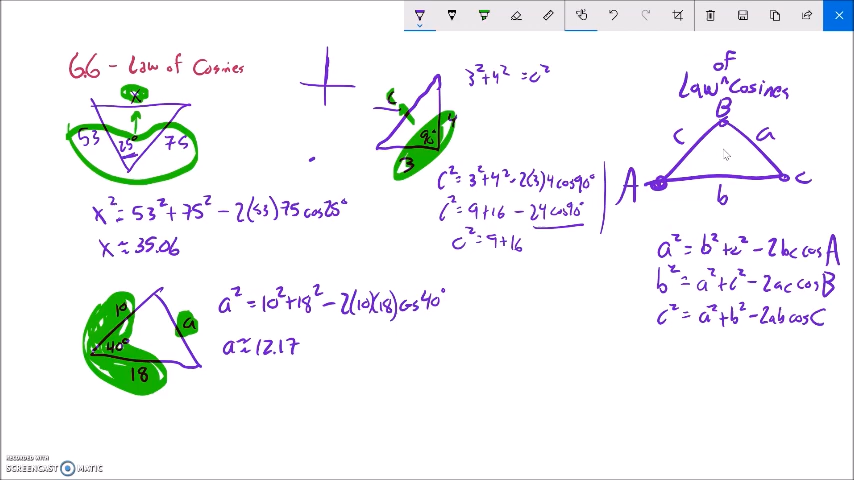 6.6 - Law of Cosines
x
53
25°
75
x² = 53² + 75² - 2(53)75 cos25°
x ≈ 35.06
10
40°
18
a
a² = 10² + 18² - 2(10)(18) cos 40°
a ≈ 12.17
c
90°
4
3
3² + 4² = c²
c² = 3² + 4² - 2(3)4 cos90°
c² = 9 + 16 - 24 cos90°
c² = 9 + 16
of
Law ^ Cosines
B
c
a
A
b
C
a² = b² + c² - 2bc cos A
b² = a² + c² - 2ac cos B
c² = a² + b² - 2ab cos C
RECORDED WITH
SCREENCAST MATIC